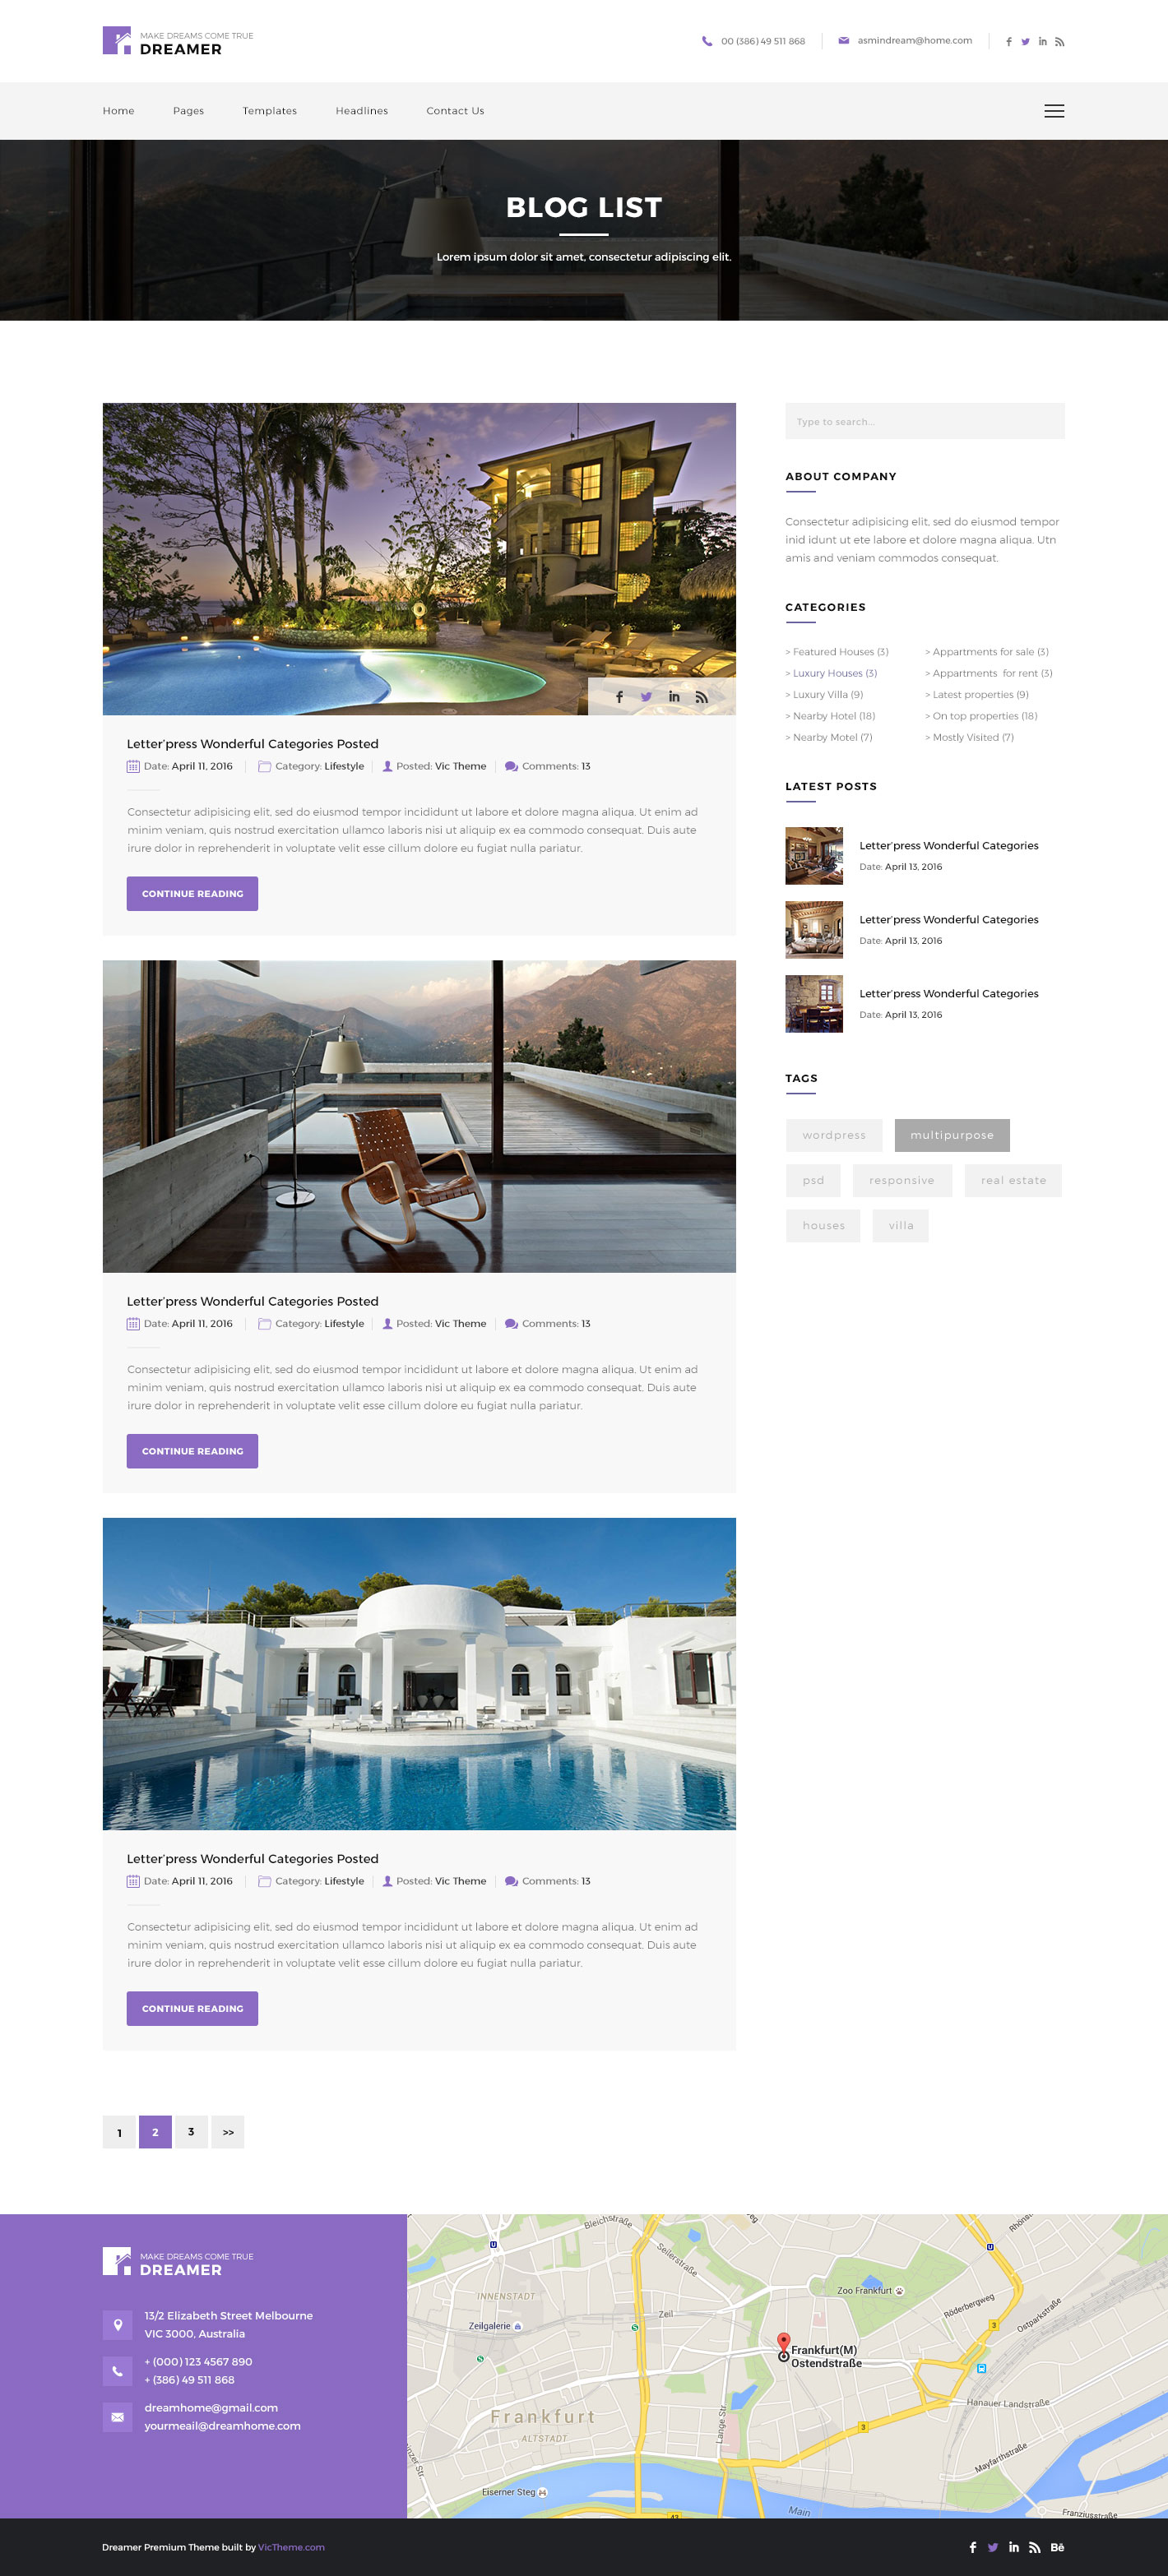 MAKE DREAMS COME TRUE
DREAMER
00 (386) 49 511 868
asmindream@home.com
Home Pages Templates Headlines Contact Us
BLOG LIST
Lorem ipsum dolor sit amet, consectetur adipiscing elit.
Letter'press Wonderful Categories Posted
Date: April 11, 2016 Category: Lifestyle Posted: Vic Theme Comments: 13
Consectetur adipisicing elit, sed do eiusmod tempor incididunt ut labore et dolore magna aliqua. Ut enim ad
minim veniam, quis nostrud exercitation ullamco laboris nisi ut aliquip ex ea commodo consequat. Duis aute
irure dolor in reprehenderit in voluptate velit esse cillum dolore eu fugiat nulla pariatur.
CONTINUE READING
Letter'press Wonderful Categories Posted
Date: April 11, 2016 Category: Lifestyle Posted: Vic Theme Comments: 13
Consectetur adipisicing elit, sed do eiusmod tempor incididunt ut labore et dolore magna aliqua. Ut enim ad
minim veniam, quis nostrud exercitation ullamco laboris nisi ut aliquip ex ea commodo consequat. Duis aute
irure dolor in reprehenderit in voluptate velit esse cillum dolore eu fugiat nulla pariatur.
CONTINUE READING
Letter'press Wonderful Categories Posted
Date: April 11, 2016 Category: Lifestyle Posted: Vic Theme Comments: 13
Consectetur adipisicing elit, sed do eiusmod tempor incididunt ut labore et dolore magna aliqua. Ut enim ad
minim veniam, quis nostrud exercitation ullamco laboris nisi ut aliquip ex ea commodo consequat. Duis aute
irure dolor in reprehenderit in voluptate velit esse cillum dolore eu fugiat nulla pariatur.
CONTINUE READING
1 2 3 >>
Type to search...
ABOUT COMPANY
Consectetur adipisicing elit, sed do eiusmod tempor
inid idunt ut ete labore et dolore magna aliqua. Utn
amis and veniam commodos consequat.
CATEGORIES
> Featured Houses (3)
> Luxury Houses (3)
> Luxury Villa (9)
> Nearby Hotel (18)
> Nearby Motel (7)
> Appartments for sale (3)
> Appartments for rent (3)
> Latest properties (9)
> On top properties (18)
> Mostly Visited (7)
LATEST POSTS
Letter'press Wonderful Categories
Date: April 13, 2016
Letter'press Wonderful Categories
Date: April 13, 2016
Letter'press Wonderful Categories
Date: April 13, 2016
TAGS
wordpress multipurpose
psd responsive real estate
houses villa
MAKE DREAMS COME TRUE
DREAMER
13/2 Elizabeth Street Melbourne
VIC 3000, Australia
+ (000) 123 4567 890
+ (386) 49 511 868
dreamhome@gmail.com
yourmeail@dreamhome.com
Bleichstraße
Seilerstraße
INNENSTADT
Zeilgalerie
Zeil
Zoo Frankfurt
Röderbergweg
Ostparkstraße
3
Frankfurt(M)
Ostendstraße
Hanauer Landstraße
Frankfurt
ALTSTADT
Lange Str
3
Mayfarthstraße
Eiserner Steg
Main
43
Franziusstraße
Dreamer Premium Theme built by VicTheme.com
Bē